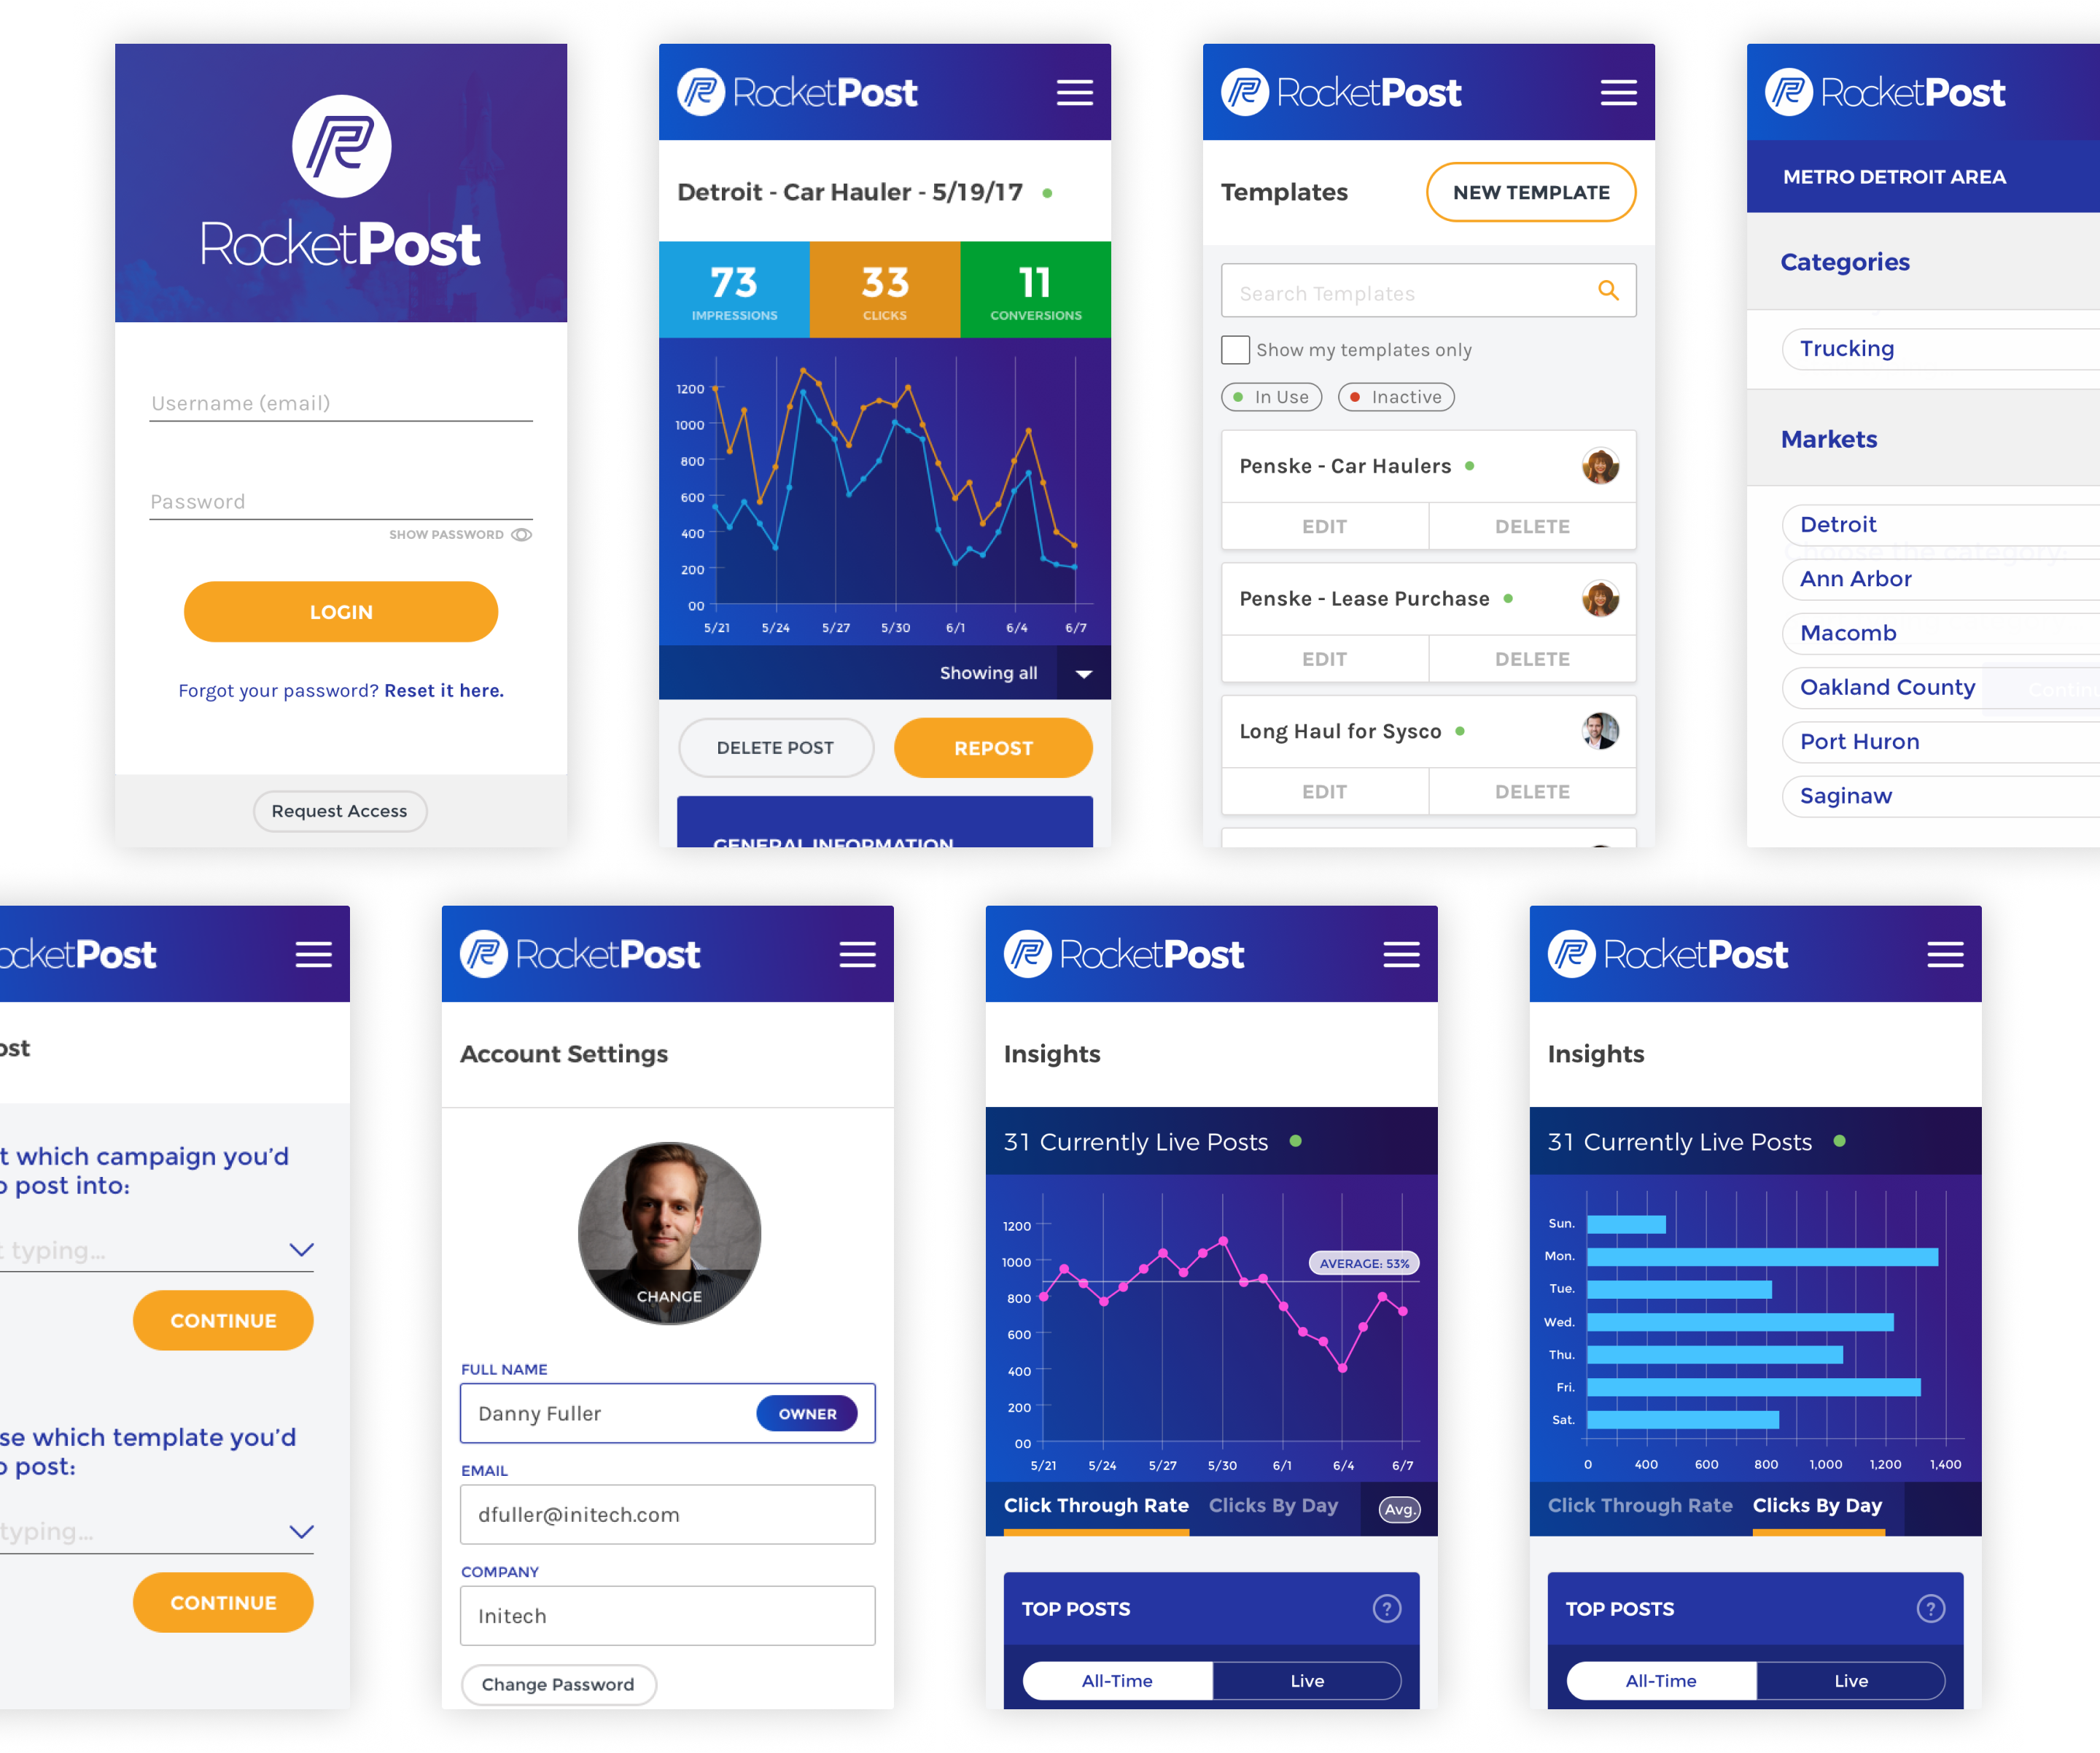 RocketPost
Username (email)
Password
SHOW PASSWORD
LOGIN
Forgot your password? Reset it here.
Request Access
RocketPost
Detroit - Car Hauler - 5/19/17
73 33 11
IMPRESSIONS CLICKS CONVERSIONS
1200
1000
800
600
400
200
00
5/21 5/24 5/27 5/30 6/1 6/4 6/7
Showing all
DELETE POST REPOST
GENERAL INFORMATION
RocketPost
Templates NEW TEMPLATE
Search Templates
Show my templates only
In Use Inactive
Penske - Car Haulers
EDIT DELETE
Penske - Lease Purchase
EDIT DELETE
Long Haul for Sysco
EDIT DELETE
RocketPost
METRO DETROIT AREA
Categories
Trucking
Markets
Detroit
Choose the category:
Ann Arbor
Macomb
Oakland County
Port Huron
Saginaw
ocketPost
ost
t which campaign you'd
o post into:
t typing...
CONTINUE
se which template you'd
o post:
typing...
CONTINUE
RocketPost
Account Settings
CHANGE
FULL NAME
Danny Fuller OWNER
EMAIL
dfuller@initech.com
COMPANY
Initech
Change Password
RocketPost
Insights
31 Currently Live Posts
1200
1000
800
600
400
200
00
AVERAGE: 53%
5/21 5/24 5/27 5/30 6/1 6/4 6/7
Click Through Rate Clicks By Day Avg.
TOP POSTS ?
All-Time Live
RocketPost
Insights
31 Currently Live Posts
Sun.
Mon.
Tue.
Wed.
Thu.
Fri.
Sat.
0 400 600 800 1,000 1,200 1,400
Click Through Rate Clicks By Day
TOP POSTS ?
All-Time Live